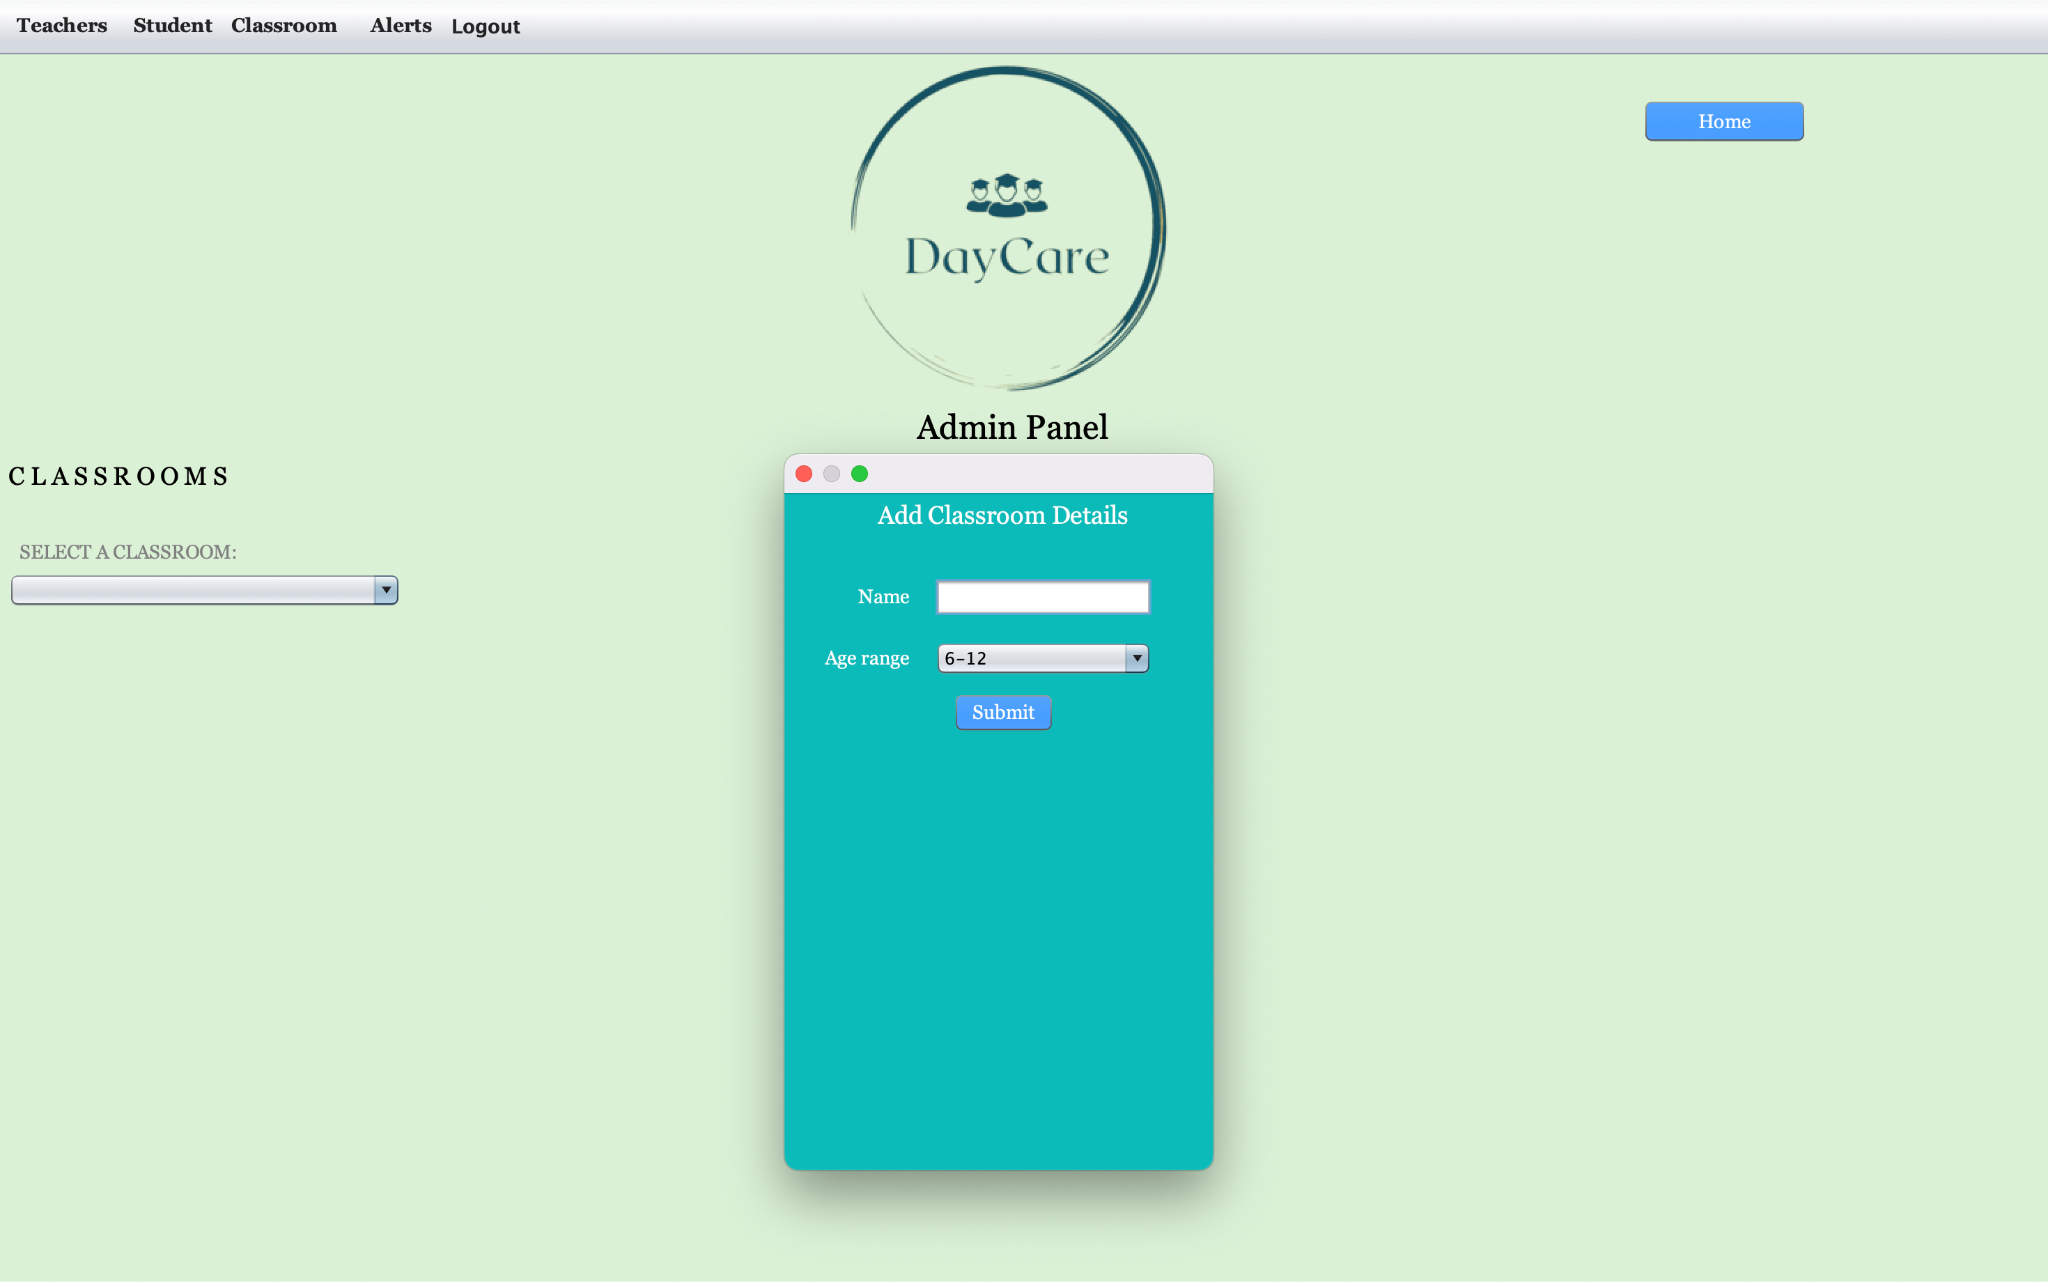 Teachers Student Classroom Alerts Logout
Home
DayCare
Admin Panel
CLASSROOMS
SELECT A CLASSROOM:
Add Classroom Details
Name
Age range 6-12
Submit